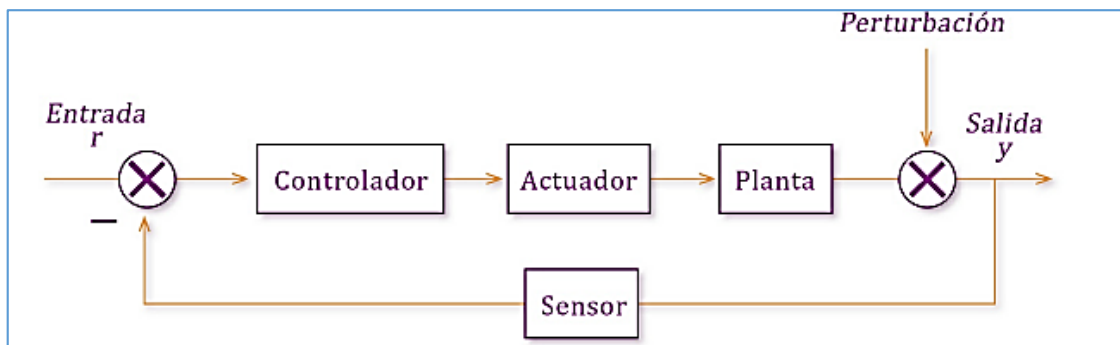 Perturbación
Entrada
r
Salida
y
Controlador
Actuador
Planta
−
Sensor